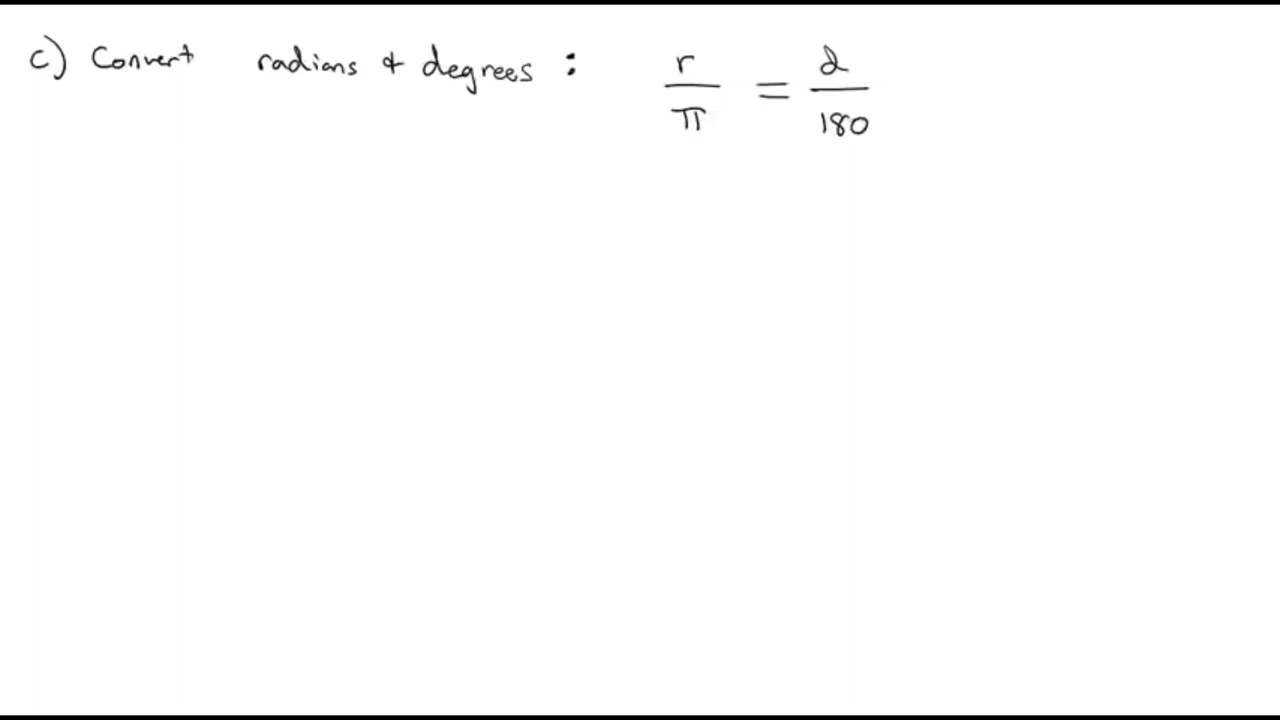 c) Convert radians & degrees : r/π = d/180